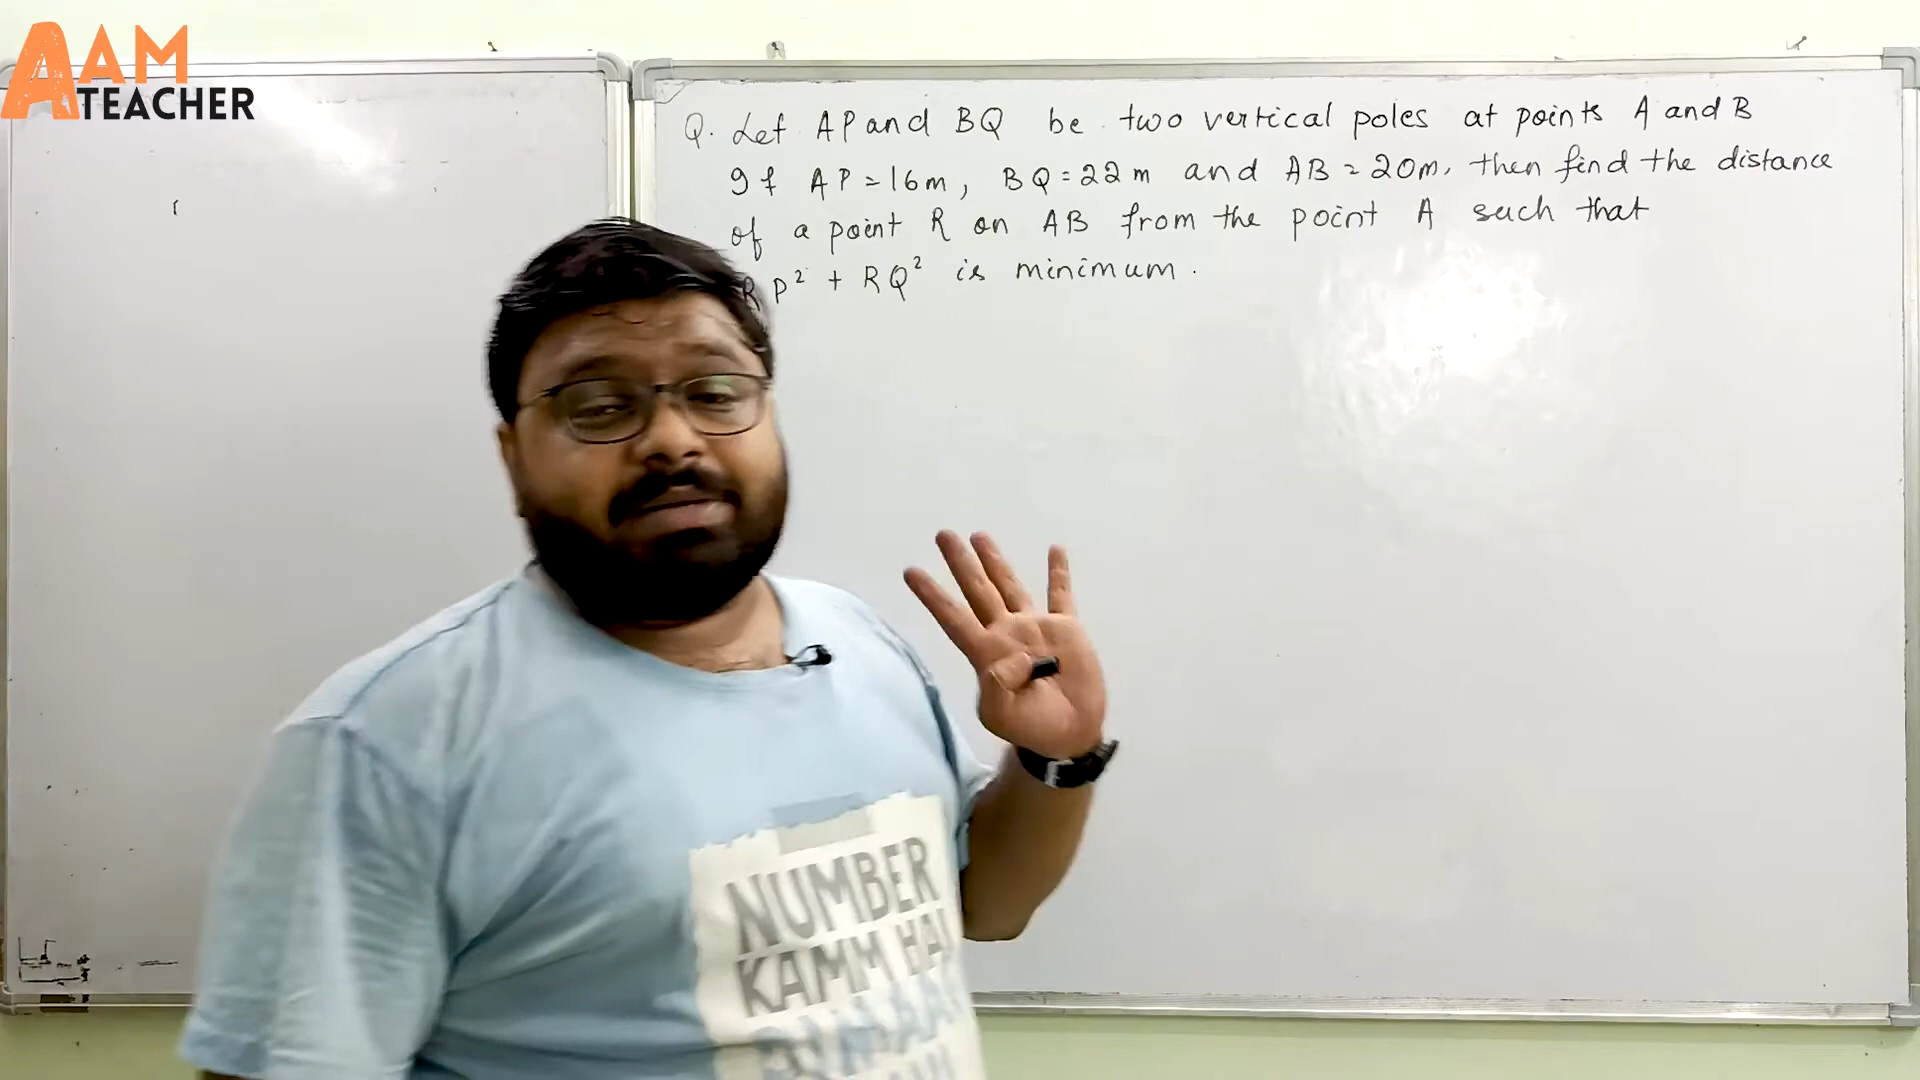 AAM
TEACHER
Q. Let AP and BQ be two vertical poles at points A and B
If AP = 16m, BQ = 22 m and AB = 20m, then find the distance
of a point R on AB from the point A such that
RP² + RQ² is minimum.
NUMBER
KAMM HAI